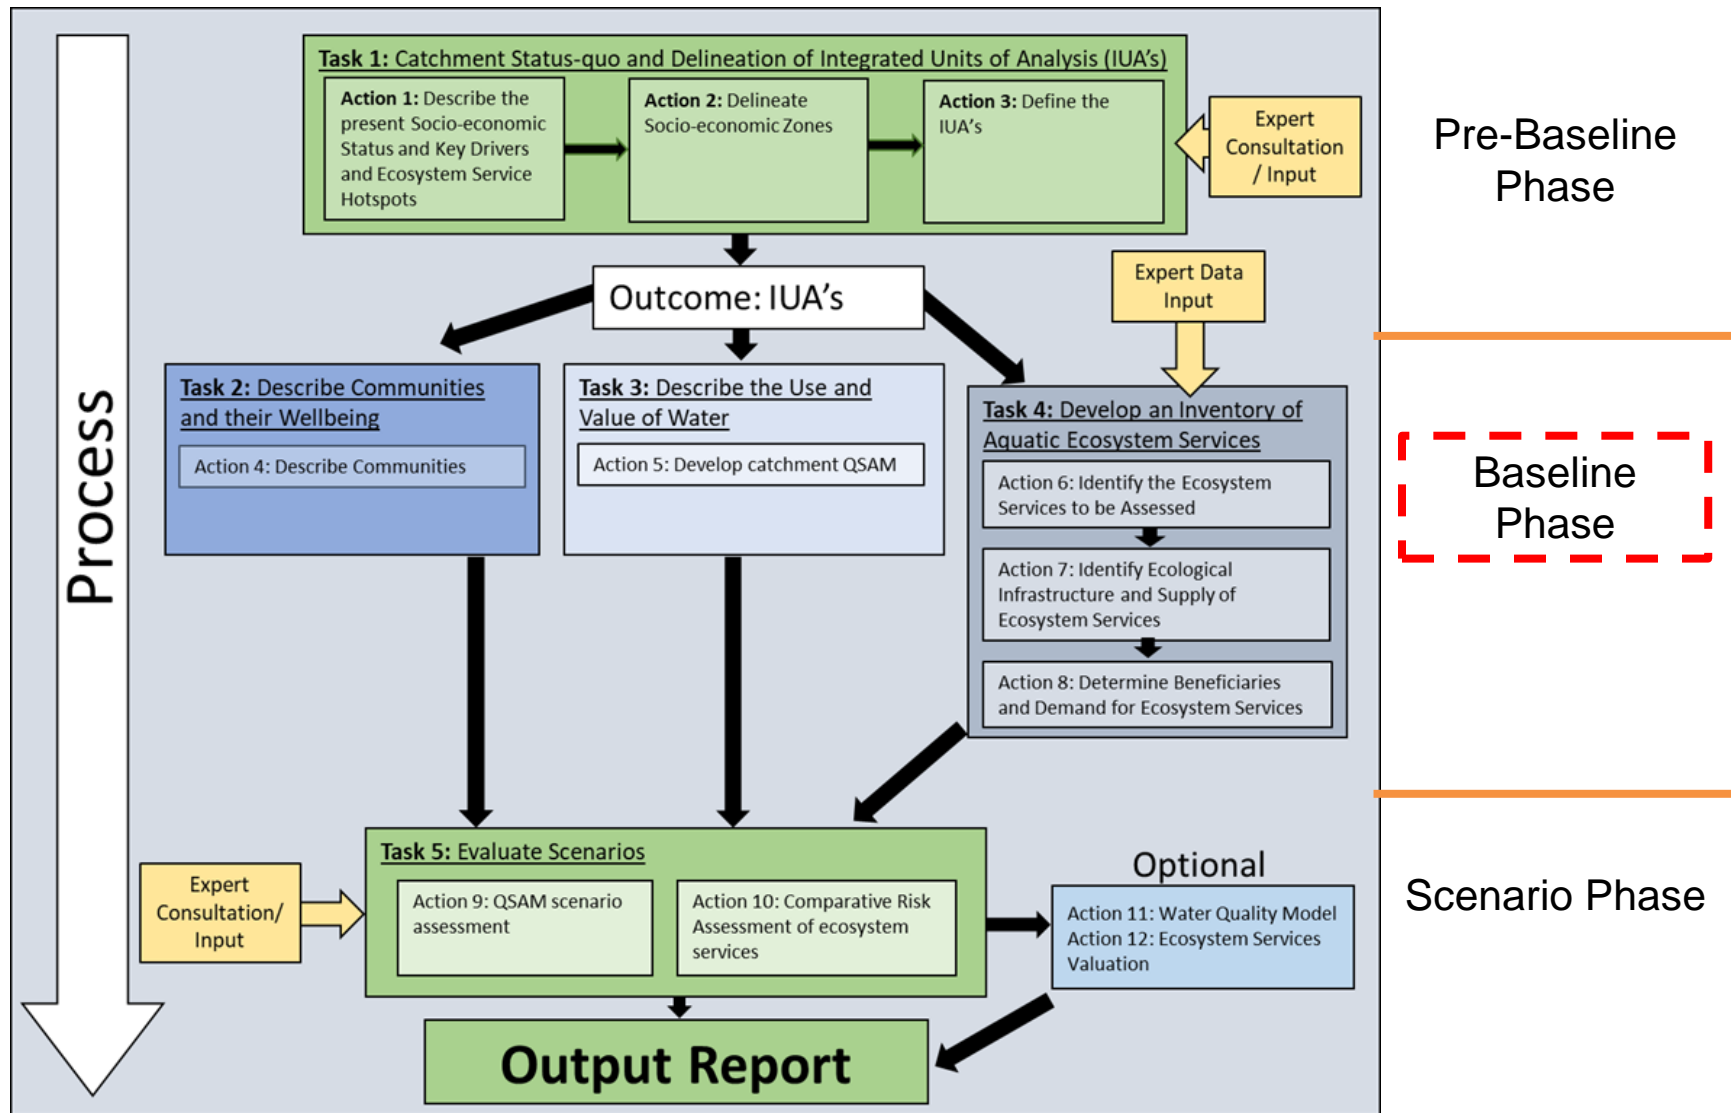 Process
Task 1: Catchment Status-quo and Delineation of Integrated Units of Analysis (IUA's)
Action 1: Describe the
present Socio-economic
Status and Key Drivers
and Ecosystem Service
Hotspots
Action 2: Delineate
Socio-economic Zones
Action 3: Define the
IUA's
Expert
Consultation
/ Input
Pre-Baseline
Phase
Outcome: IUA's
Expert Data
Input
Task 2: Describe Communities
and their Wellbeing
Action 4: Describe Communities
Task 3: Describe the Use and
Value of Water
Action 5: Develop catchment QSAM
Task 4: Develop an Inventory of
Aquatic Ecosystem Services
Action 6: Identify the Ecosystem
Services to be Assessed
Action 7: Identify Ecological
Infrastructure and Supply of
Ecosystem Services
Action 8: Determine Beneficiaries
and Demand for Ecosystem Services
Baseline
Phase
Task 5: Evaluate Scenarios
Action 9: QSAM scenario
assessment
Action 10: Comparative Risk
Assessment of ecosystem
services
Expert
Consultation/
Input
Optional
Action 11: Water Quality Model
Action 12: Ecosystem Services
Valuation
Scenario Phase
Output Report